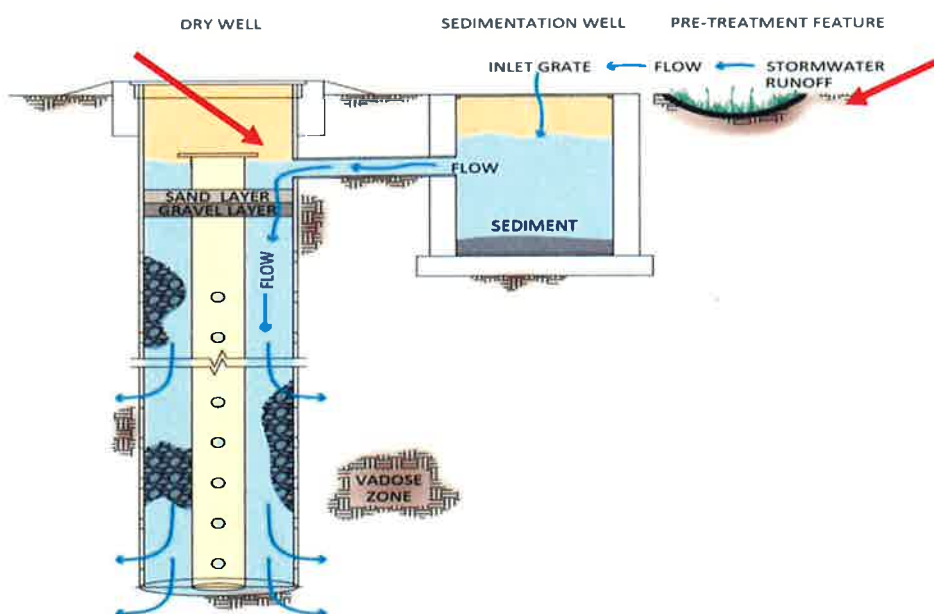 DRY WELL
SEDIMENTATION WELL
PRE-TREATMENT FEATURE
INLET GRATE
FLOW
STORMWATER
RUNOFF
FLOW
SAND LAYER
GRAVEL LAYER
SEDIMENT
FLOW
VADOSE
ZONE